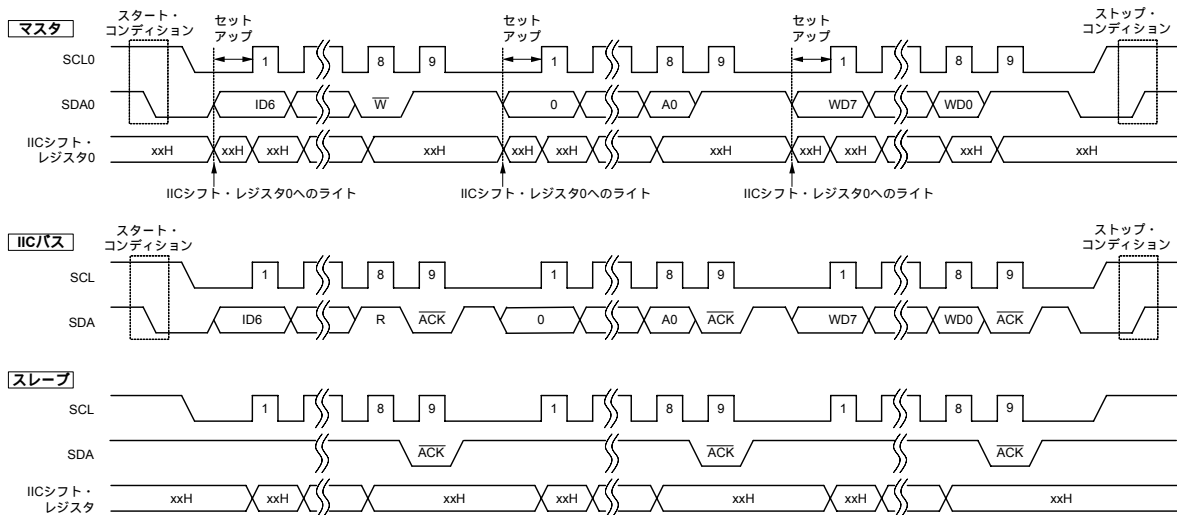 マスタ
スタート・
コンディション
セット
アップ
セット
アップ
セット
アップ
ストップ・
コンディション
SCL0
1 8 9 1 8 9 1 8 9
SDA0
ID6 W 0 A0 WD7 WD0
IICシフト・
レジスタ0
xxH xxH xxH xxH xxH xxH xxH xxH xxH xxH xxH
IICシフト・レジスタ0へのライト
IICシフト・レジスタ0へのライト
IICシフト・レジスタ0へのライト
IICバス
スタート・
コンディション
ストップ・
コンディション
SCL
1 8 9 1 8 9 1 8 9
SDA
ID6 R ACK 0 A0 ACK WD7 WD0 ACK
スレーブ
SCL
1 8 9 1 8 9 1 8 9
SDA
ACK ACK ACK
IICシフト・
レジスタ
xxH xxH xxH xxH xxH xxH xxH